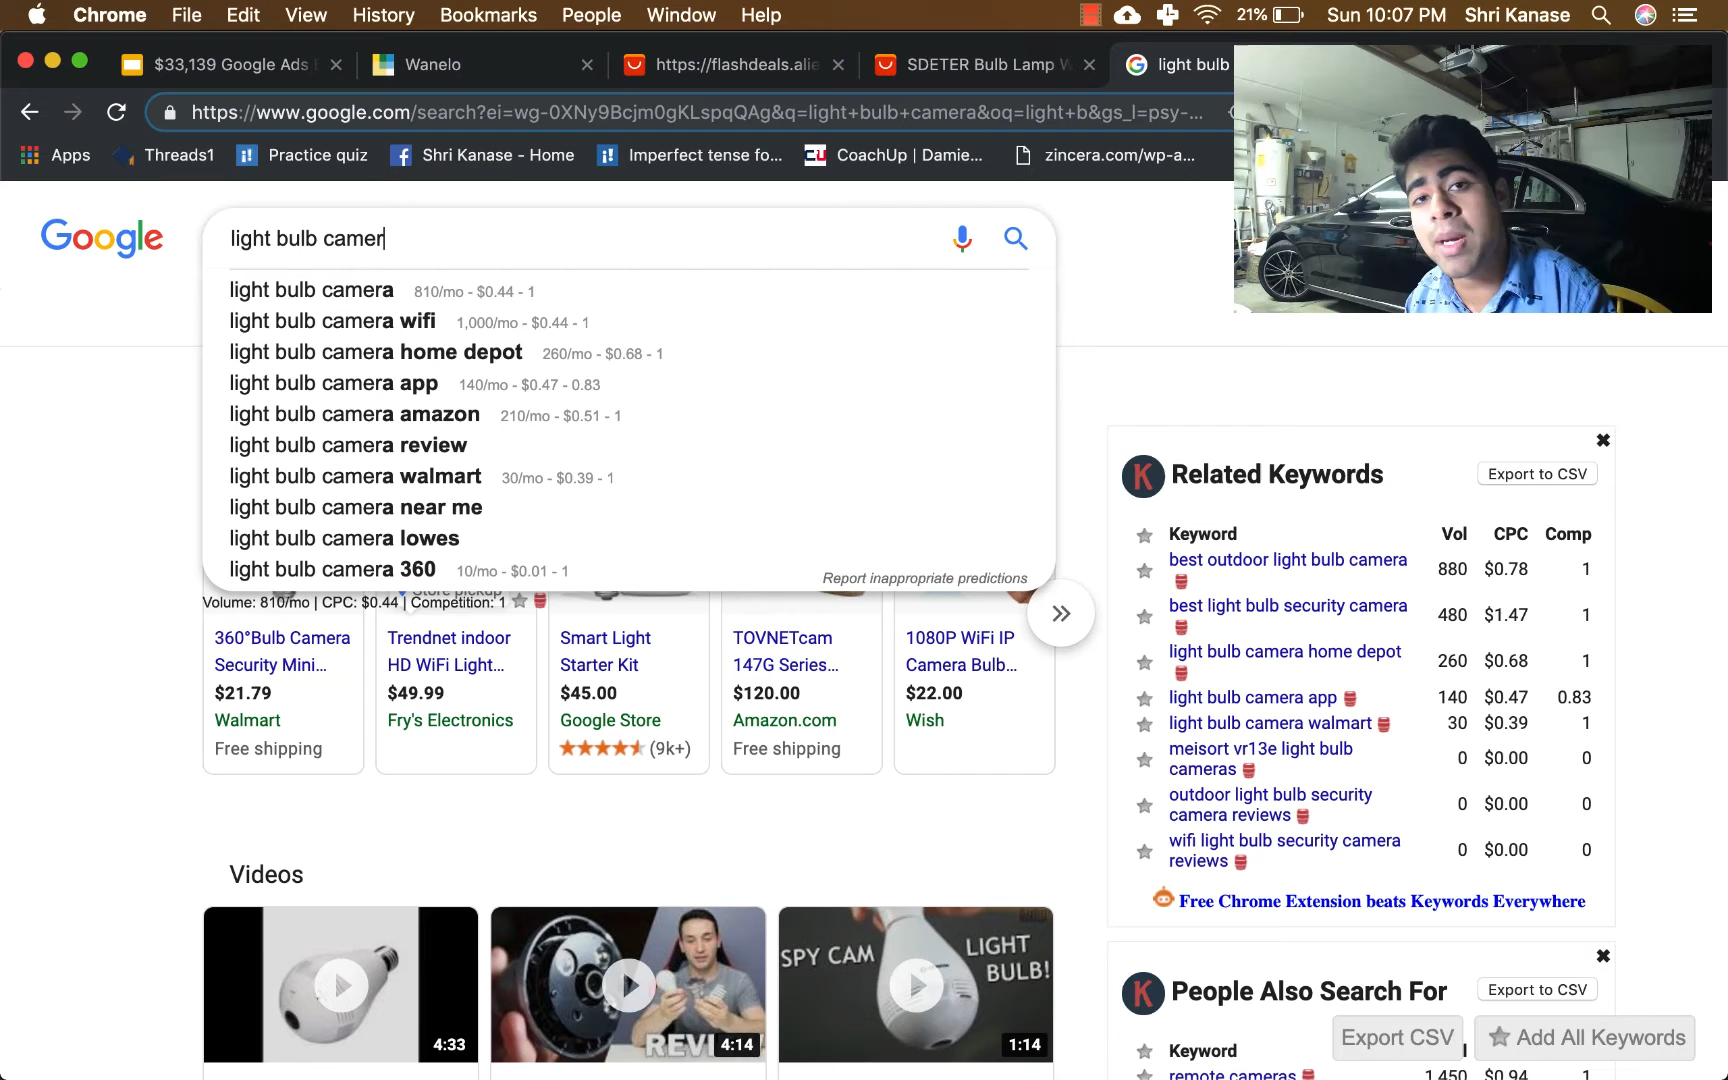 Chrome File Edit View History Bookmarks People Window Help 21% Sun 10:07 PM Shri Kanase
$33,139 Google Ads Wanelo https://flashdeals.alie SDETER Bulb Lamp W light bulb
https://www.google.com/search?ei=wg-0XNy9Bcjm0gKLspqQAg&q=light+bulb+camera&oq=light+b&gs_l=psy-...
Apps Threads1 Practice quiz Shri Kanase - Home Imperfect tense fo... CoachUp | Damie... zincera.com/wp-a...
Google
light bulb camer
light bulb camera 810/mo - $0.44 - 1
light bulb camera wifi 1,000/mo - $0.44 - 1
light bulb camera home depot 260/mo - $0.68 - 1
light bulb camera app 140/mo - $0.47 - 0.83
light bulb camera amazon 210/mo - $0.51 - 1
light bulb camera review
light bulb camera walmart 30/mo - $0.39 - 1
light bulb camera near me
light bulb camera lowes
light bulb camera 360 10/mo - $0.01 - 1
Report inappropriate predictions
Store pickup
Volume: 810/mo | CPC: $0.44 | Competition: 1
360°Bulb Camera
Security Mini...
$21.79
Walmart
Free shipping
Trendnet indoor
HD WiFi Light...
$49.99
Fry's Electronics
Smart Light
Starter Kit
$45.00
Google Store
(9k+)
TOVNETcam
147G Series...
$120.00
Amazon.com
Free shipping
1080P WiFi IP
Camera Bulb...
$22.00
Wish
Videos
4:33
REVI
4:14
SPY CAM
LIGHT
BULB!
1:14
K Related Keywords Export to CSV
Keyword Vol CPC Comp
best outdoor light bulb camera 880 $0.78 1
best light bulb security camera 480 $1.47 1
light bulb camera home depot 260 $0.68 1
light bulb camera app 140 $0.47 0.83
light bulb camera walmart 30 $0.39 1
meisort vr13e light bulb
cameras 0 $0.00 0
outdoor light bulb security
camera reviews 0 $0.00 0
wifi light bulb security camera
reviews 0 $0.00 0
Free Chrome Extension beats Keywords Everywhere
K People Also Search For Export to CSV
Export CSV Add All Keywords
Keyword
remote cameras 1,450 $0.94 1